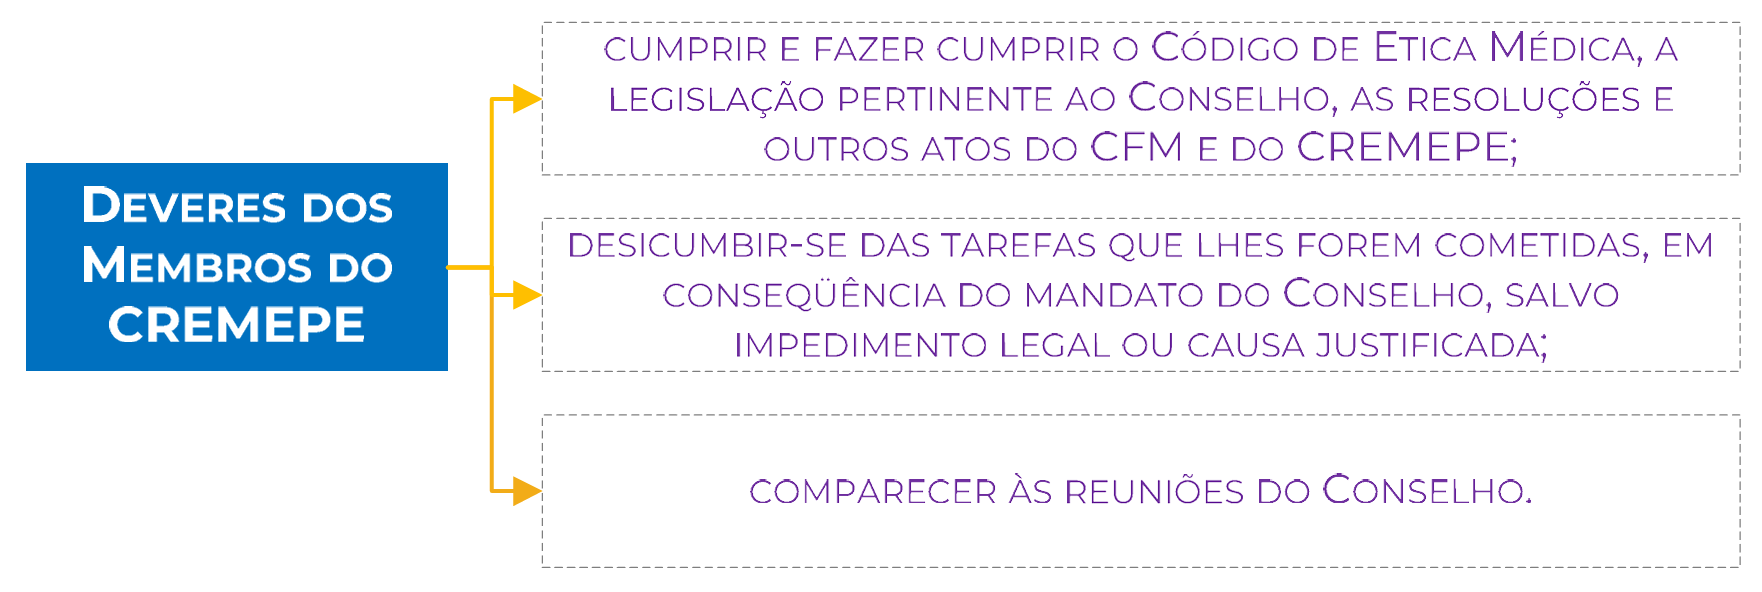 DEVERES DOS
MEMBROS DO
CREMEPE
CUMPRIR E FAZER CUMPRIR O CÓDIGO DE ETICA MÉDICA, A
LEGISLAÇÃO PERTINENTE AO CONSELHO, AS RESOLUÇÕES E
OUTROS ATOS DO CFM E DO CREMEPE;
DESICUMBIR-SE DAS TAREFAS QUE LHES FOREM COMETIDAS, EM
CONSEQÜÊNCIA DO MANDATO DO CONSELHO, SALVO
IMPEDIMENTO LEGAL OU CAUSA JUSTIFICADA;
COMPARECER ÀS REUNIÕES DO CONSELHO.